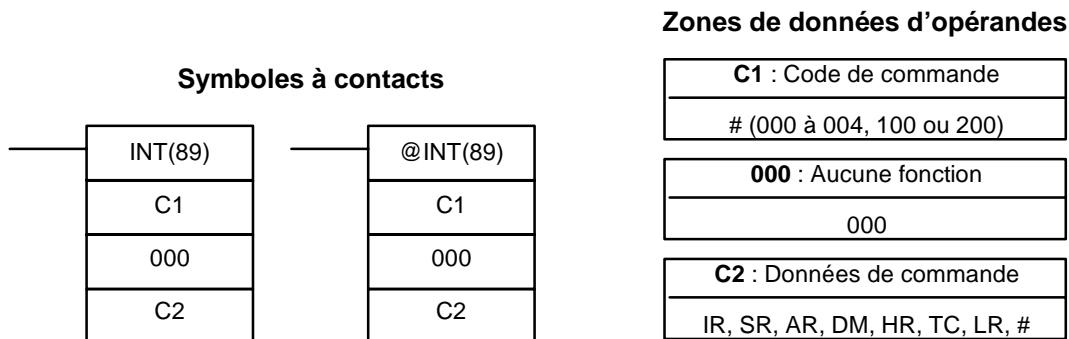 Symboles à contacts
INT(89)
C1
000
C2
@INT(89)
C1
000
C2
Zones de données d’opérandes
C1 : Code de commande
# (000 à 004, 100 ou 200)
000 : Aucune fonction
000
C2 : Données de commande
IR, SR, AR, DM, HR, TC, LR, #